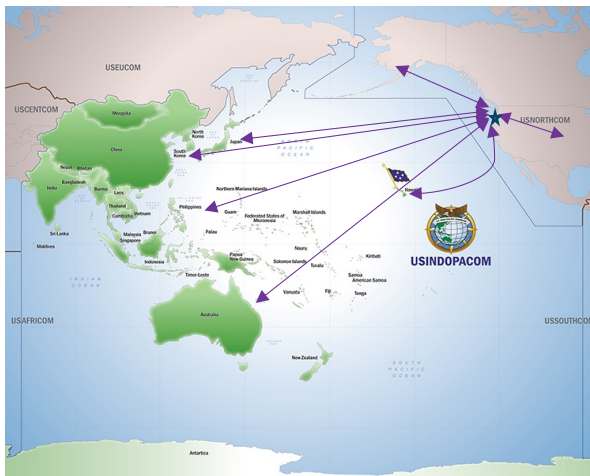 USEUCOM
USCENTCOM
Mongolia
North
Korea
Japan
China
South
Korea
PACIFIC
OCEAN
USNORTHCOM
Nepal
Bhutan
Bangladesh
India
Burma
Laos
Thailand
Vietnam
Cambodia
Philippines
Northern Mariana Islands
Guam
Hawaii
Marshall Islands
Federated States of
Micronesia
Sri Lanka
Maldives
Malaysia
Singapore
Brunei
Palau
Indonesia
Papua
New Guinea
Nauru
Kiribati
Solomon Islands
Tuvalu
USINDOPACOM
Timor-Leste
Samoa
American Samoa
INDIAN
OCEAN
Vanuatu
Fiji
Tonga
USAFRICOM
Australia
USSOUTHCOM
New Zealand
SOUTH
PACIFIC
OCEAN
Antartica